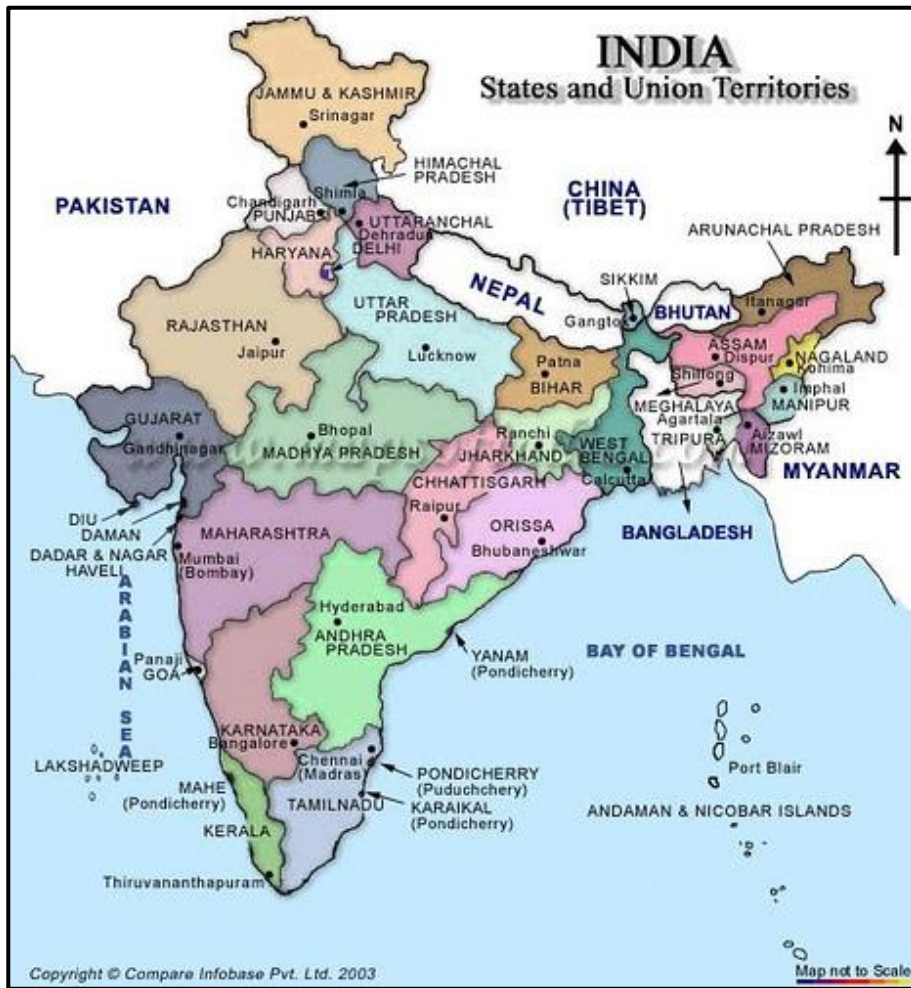 INDIA
States and Union Territories
N
JAMMU & KASHMIR
Srinagar
HIMACHAL
PRADESH
CHINA
(TIBET)
PAKISTAN
Chandigarh
PUNJAB
Shimla
UTTARANCHAL
Dehradun
DELHI
HARYANA
ARUNACHAL PRADESH
SIKKIM
NEPAL
BHUTAN
Itanagar
Gangtok
RAJASTHAN
Jaipur
UTTAR
PRADESH
Lucknow
Patna
BIHAR
ASSAM
Dispur
NAGALAND
Kohima
Shillong
MEGHALAYA
Imphal
MANIPUR
Agartala
TRIPURA
Aizawl
MIZORAM
GUJARAT
Gandhinagar
Bhopal
MADHYA PRADESH
Ranchi
JHARKHAND
WEST
BENGAL
Calcutta
MYANMAR
CHHATTISGARH
Raipur
ORISSA
Bhubaneshwar
BANGLADESH
DIU
DAMAN
DADAR & NAGAR
HAVELI
MAHARASHTRA
Mumbai
(Bombay)
ARABIAN SEA
Hyderabad
ANDHRA
PRADESH
YANAM
(Pondicherry)
BAY OF BENGAL
Panaji
GOA
KARNATAKA
Bangalore
Chennai
(Madras)
LAKSHADWEEP
MAHE
(Pondicherry)
PONDICHERRY
(Puduchchery)
KARAIKAL
(Pondicherry)
TAMILNADU
KERALA
Thiruvananthapuram
Port Blair
ANDAMAN & NICOBAR ISLANDS
Copyright © Compare Infobase Pvt. Ltd. 2003
Map not to Scale